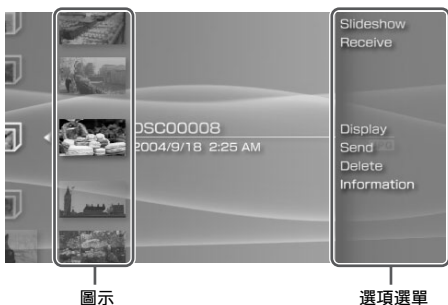 Slideshow
Receive
DSC00008
2004/9/18 2:25 AM
Display
Send
Delete
Information
圖示
選項選單